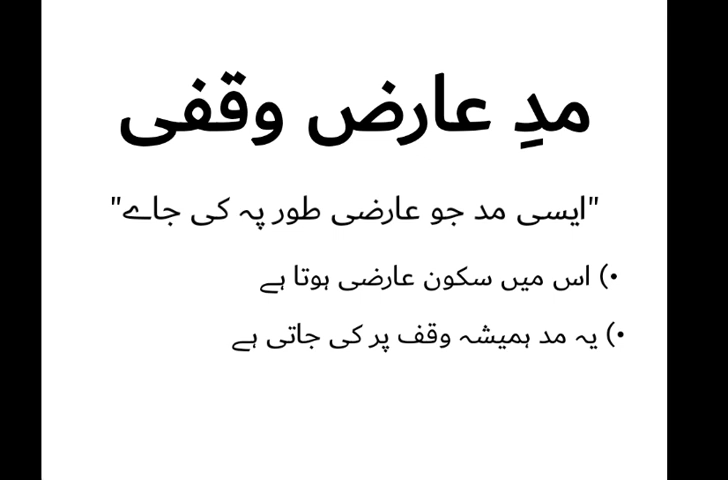 مدِ عارض وقفی
"ایسی مد جو عارضی طور پہ کی جاے"
•) اس میں سکون عارضی ہوتا ہے
•) یہ مد ہمیشہ وقف پر کی جاتی ہے